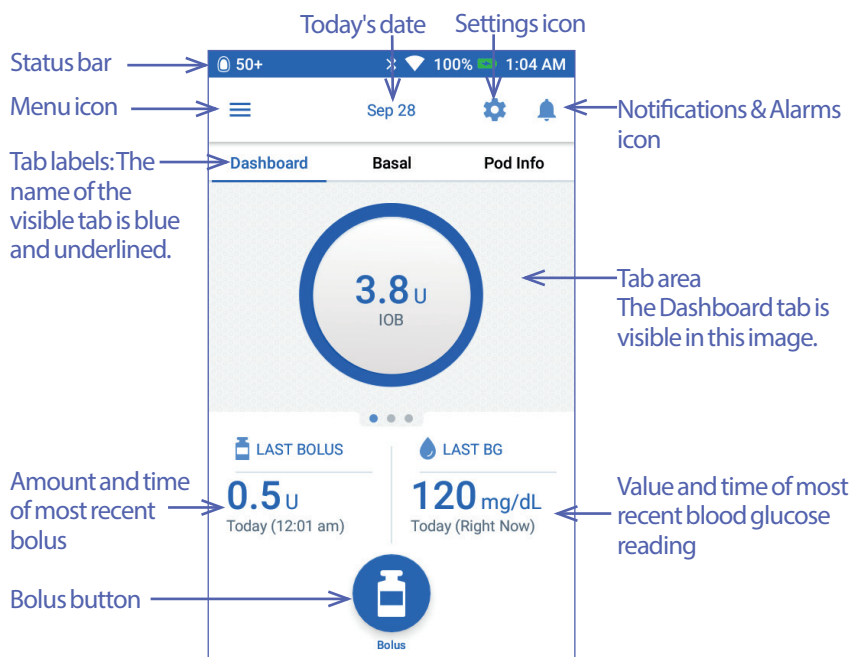 Today's date
Settings icon
Status bar
50+
100%
1:04 AM
Menu icon
Sep 28
Notifications & Alarms
icon
Tab labels: The
name of the
visible tab is blue
and underlined.
Dashboard
Basal
Pod Info
3.8 U
IOB
Tab area
The Dashboard tab is
visible in this image.
LAST BOLUS
LAST BG
Amount and time
of most recent
bolus
0.5 U
Today (12:01 am)
120 mg/dL
Today (Right Now)
Value and time of most
recent blood glucose
reading
Bolus button
Bolus